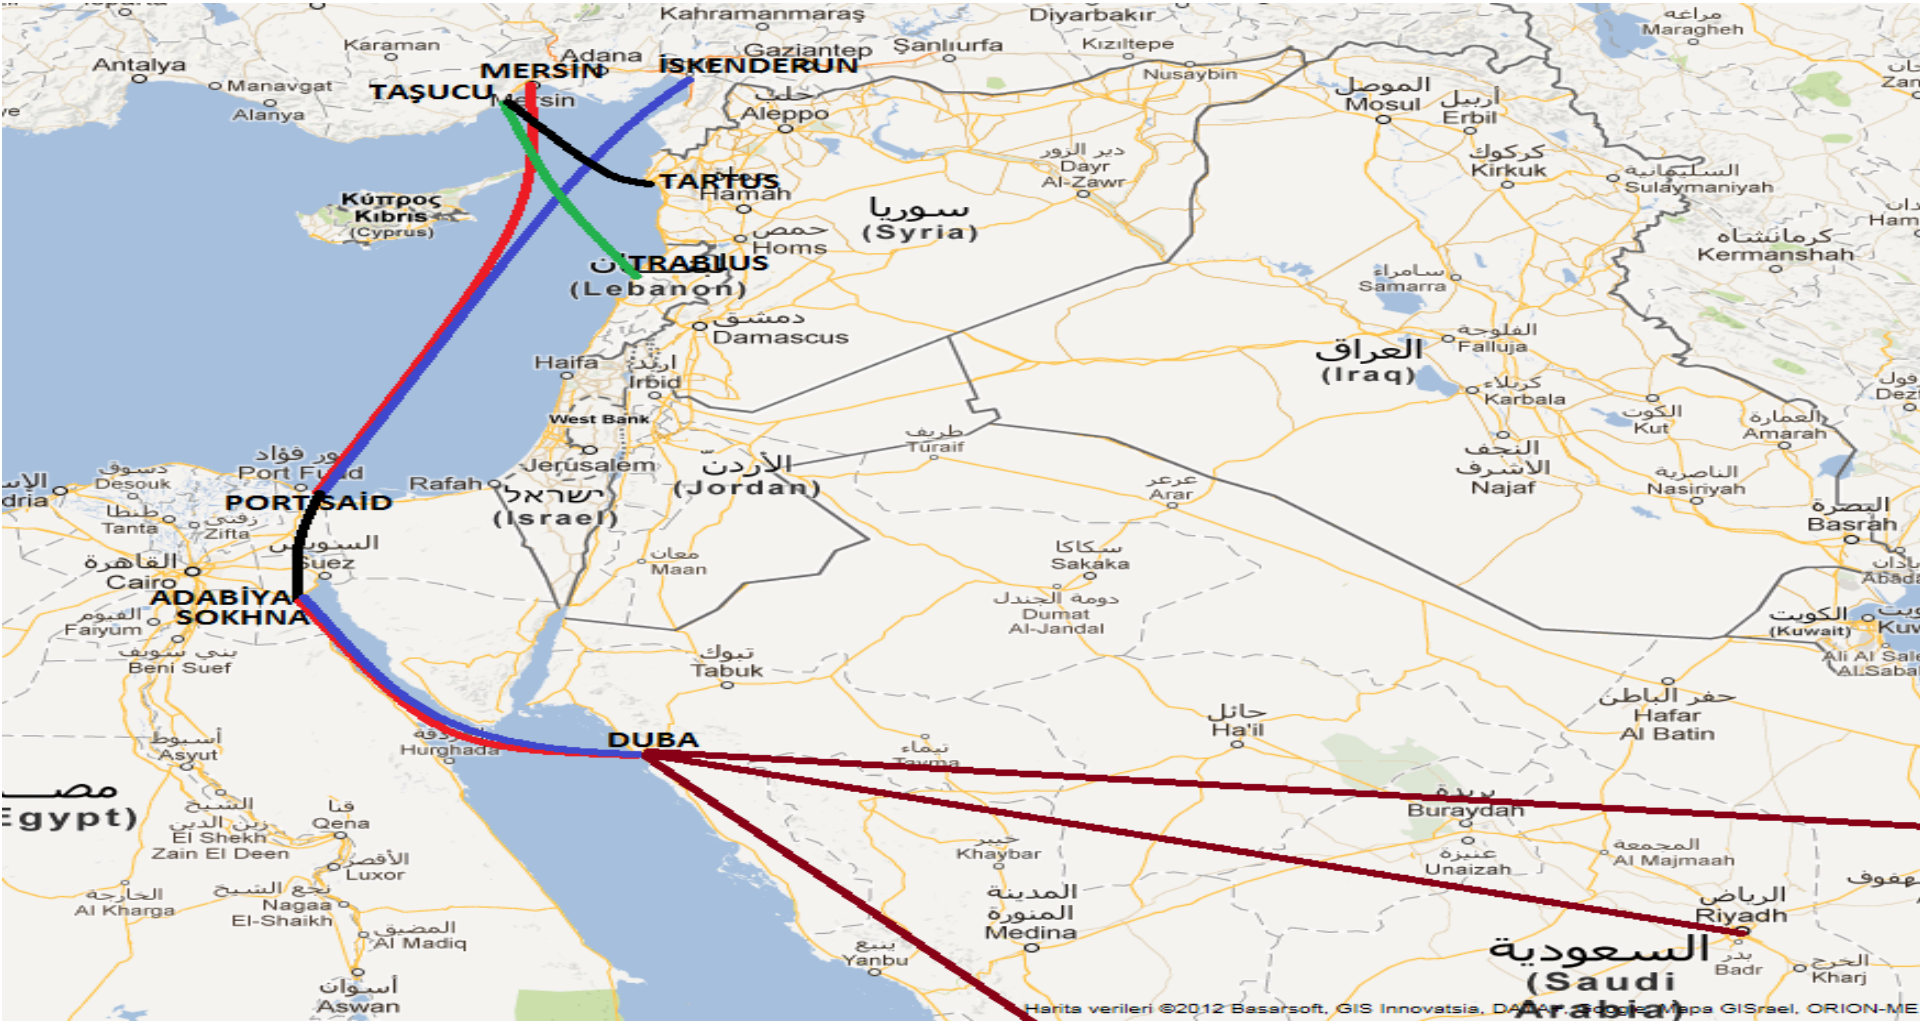 Kahramanmaraş
Diyarbakır
مراغه
Maragheh
Karaman
Adana
Gaziantep
Şanlıurfa
Kızıltepe
Antalya
MERSİN
İSKENDERUN
Nusaybin
Manavgat
TAŞUCU
Mersin
حلب
Aleppo
الموصل
Mosul
أربيل
Erbil
Alanya
دير الزور
Dayr
Al-Zawr
كركوك
Kirkuk
السليمانية
Sulaymaniyah
TARTUS
Hamah
Κύπρος
Kıbrıs
(Cyprus)
سوريا
(Syria)
حمص
Homs
كرمانشاه
Kermanshah
TRABLUS
(Lebanon)
سامراء
Samarra
دمشق
Damascus
الفلوجة
Falluja
Haifa
اربد
Irbid
العراق
(Iraq)
كربلاء
Karbala
West Bank
الكوت
Kut
العمارة
Amarah
طريف
Turaif
Jerusalem
الأردن
(Jordan)
النجف
الاشرف
Najaf
الناصرية
Nasiriyah
Port Fuad
دسوق
Desouk
Rafah
ישראל
(Israel)
عرعر
Arar
PORT SAİD
طنطا
Tanta
زفتى
Zifta
البصرة
Basrah
السويس
Suez
القاهرة
Cairo
معان
Maan
سكاكا
Sakaka
ADABİYA
SOKHNA
الفيوم
Faiyum
دومة الجندل
Dumat
Al-Jandal
الكويت
(Kuwait)
بني سويف
Beni Suef
تبوك
Tabuk
حفر الباطن
Hafar
Al Batin
حائل
Ha'il
DUBA
أسيوط
Asyut
Hurghada
تيماء
Tayma
مصر
Egypt)
الشيخ
زين الدين
El Shekh
Zain El Deen
قنا
Qena
بريدة
Buraydah
الأقصر
Luxor
خيبر
Khaybar
عنيزة
Unaizah
المجمعة
Al Majmaah
الخارجة
Al Kharga
نجع الشيخ
Nagaa
El-Shaikh
المدينة
المنورة
Medina
الرياض
Riyadh
المضيق
Al Madiq
ينبع
Yanbu
السعودية
(Saudi
Arabia)
بدر
Badr
الخرج
Kharj
أسوان
Aswan
Harita verileri ©2012 Basarsoft, GIS Innovatsia, Google, Mapa GISrael, ORION-ME